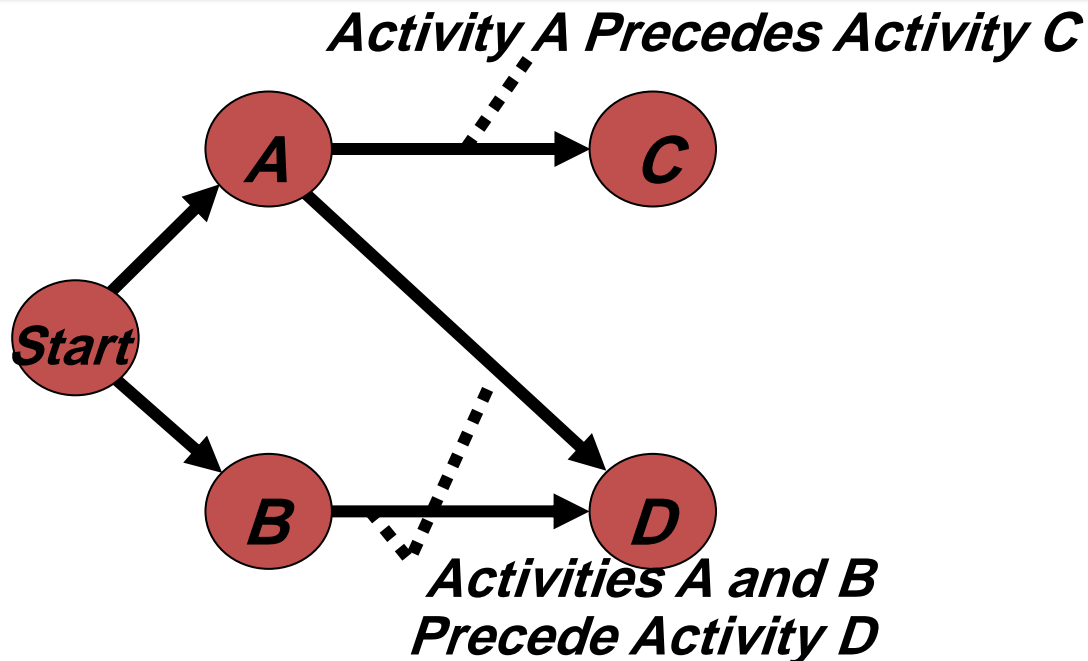 Activity A Precedes Activity C
A
C
Start
B
D
Activities A and B
Precede Activity D